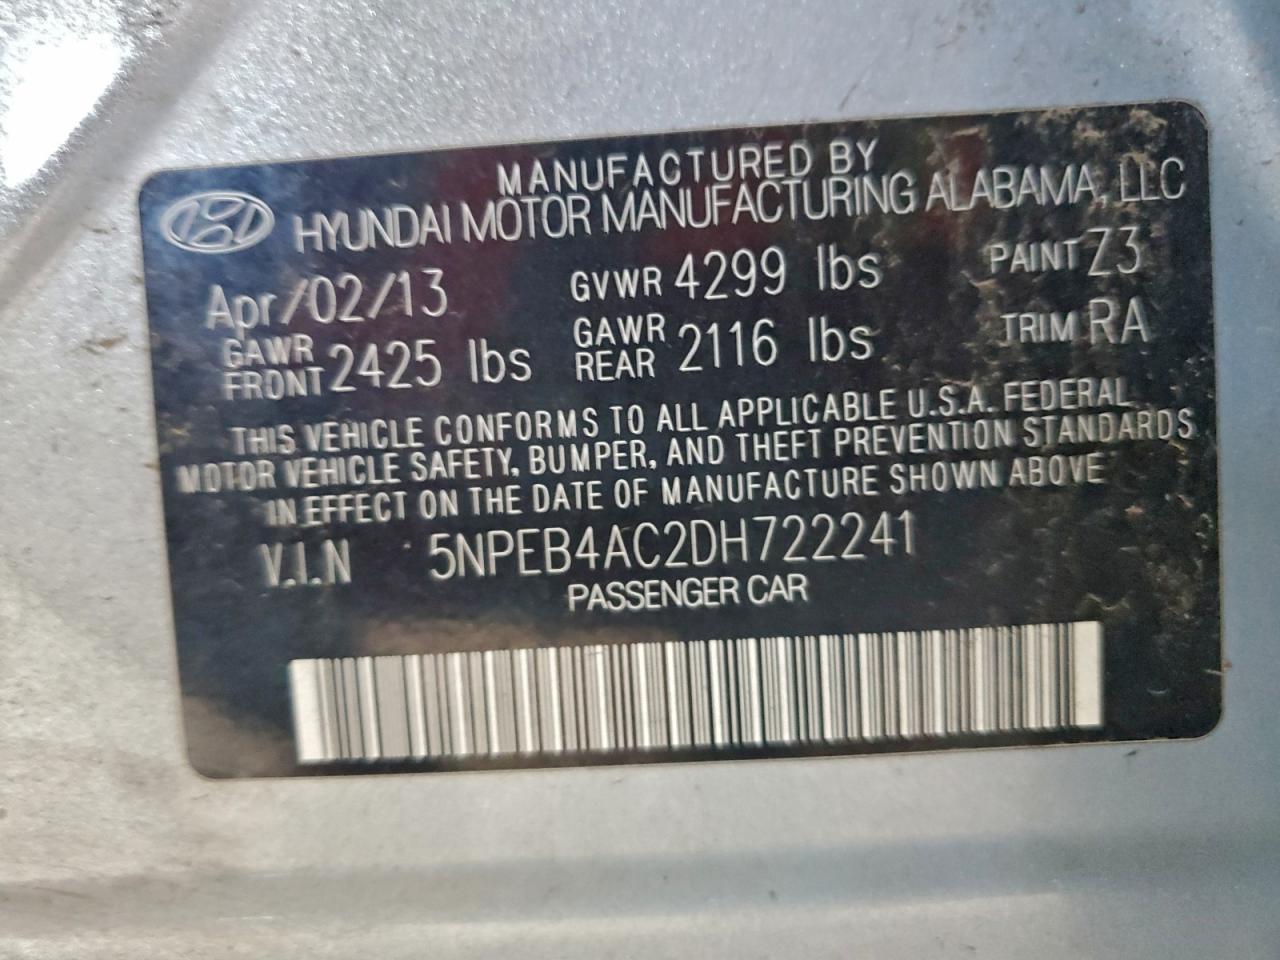 MANUFACTURED BY
HYUNDAI MOTOR MANUFACTURING ALABAMA, LLC
Apr/02/13 GVWR 4299 lbs PAINT Z3
GAWR FRONT 2425 lbs GAWR REAR 2116 lbs TRIM RA
THIS VEHICLE CONFORMS TO ALL APPLICABLE U.S.A. FEDERAL
MOTOR VEHICLE SAFETY, BUMPER, AND THEFT PREVENTION STANDARDS
IN EFFECT ON THE DATE OF MANUFACTURE SHOWN ABOVE
V.I.N 5NPEB4AC2DH722241
PASSENGER CAR